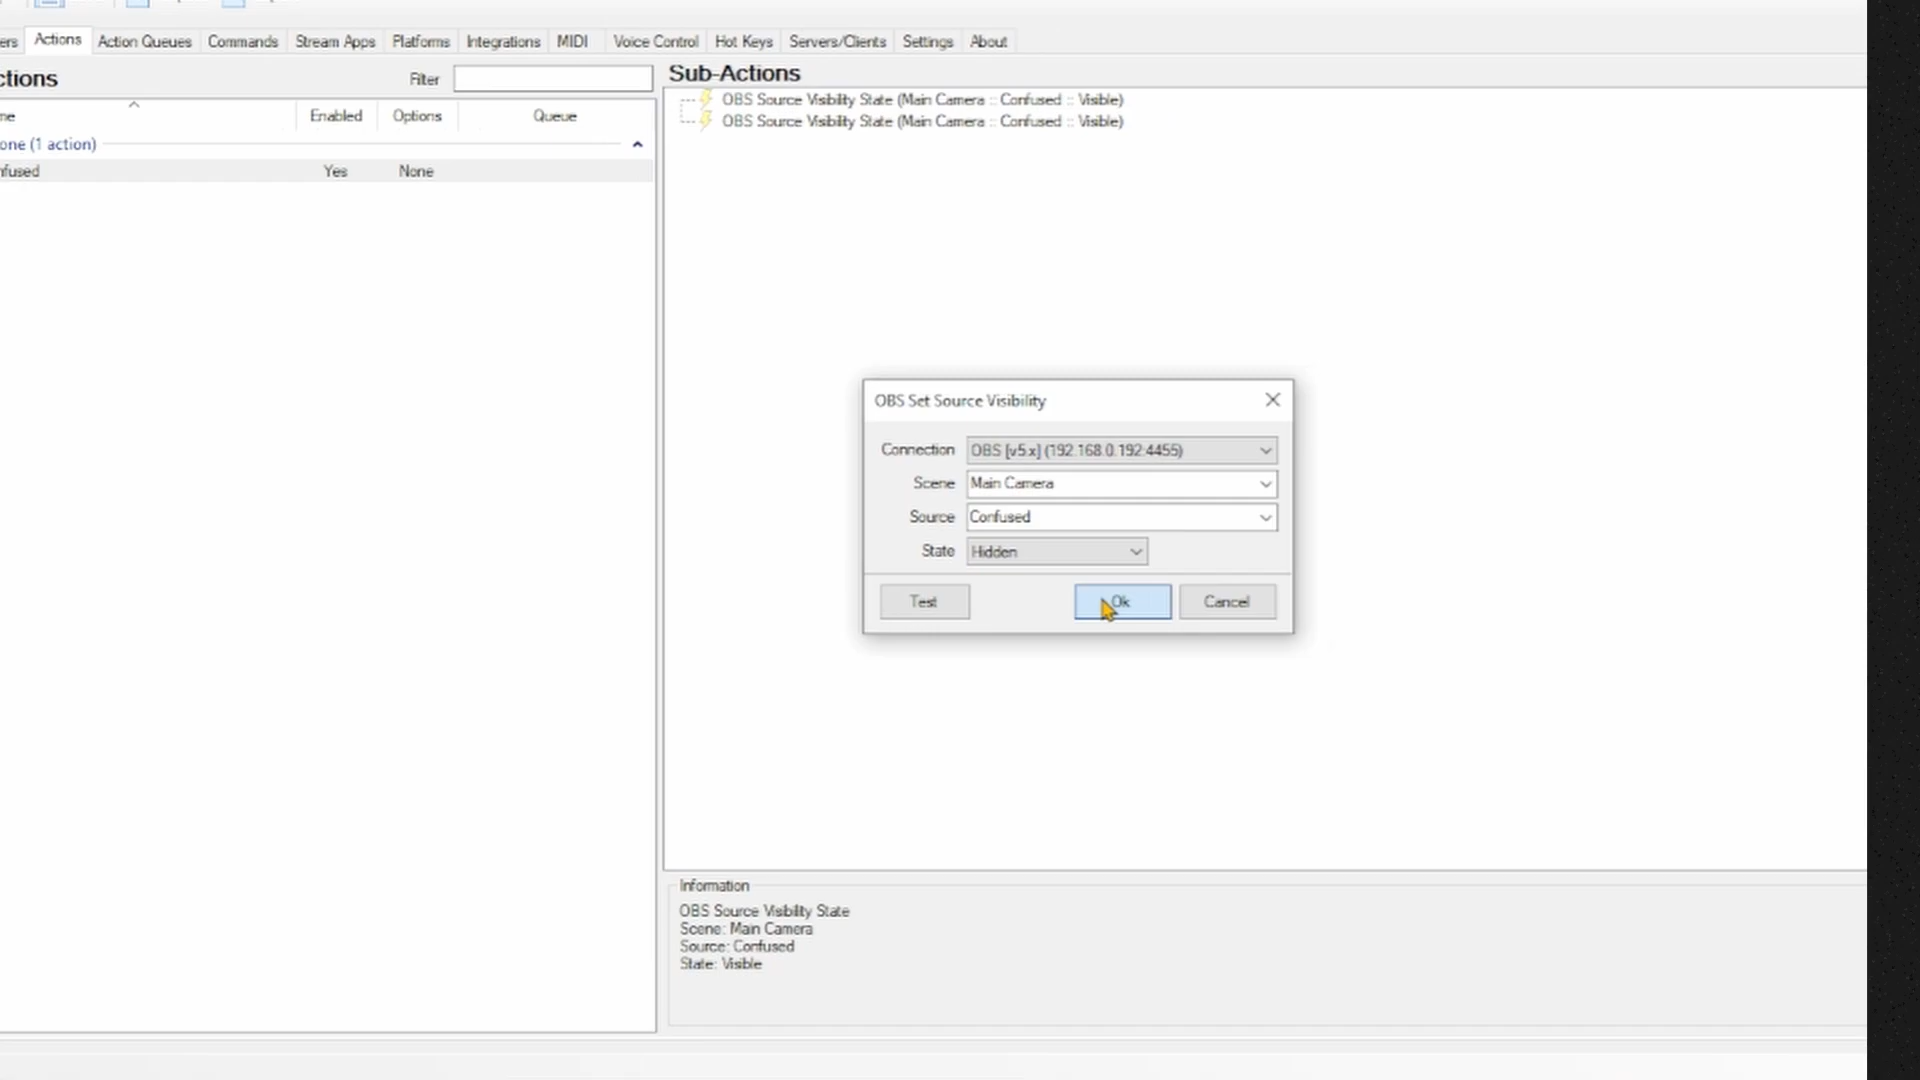 ers Actions Action Queues Commands Stream Apps Platforms Integrations MIDI Voice Control Hot Keys Servers/Clients Settings About
ctions Filter
Sub-Actions
me Enabled Options Queue
one (1 action)
nfused Yes None
OBS Source Visibility State (Main Camera :: Confused :: Visible)
OBS Source Visibility State (Main Camera :: Confused :: Visible)
OBS Set Source Visibility
Connection OBS [v5.x] (192.168.0.192:4455)
Scene Main Camera
Source Confused
State Hidden
Test Ok Cancel
Information
OBS Source Visibility State
Scene: Main Camera
Source: Confused
State: Visible